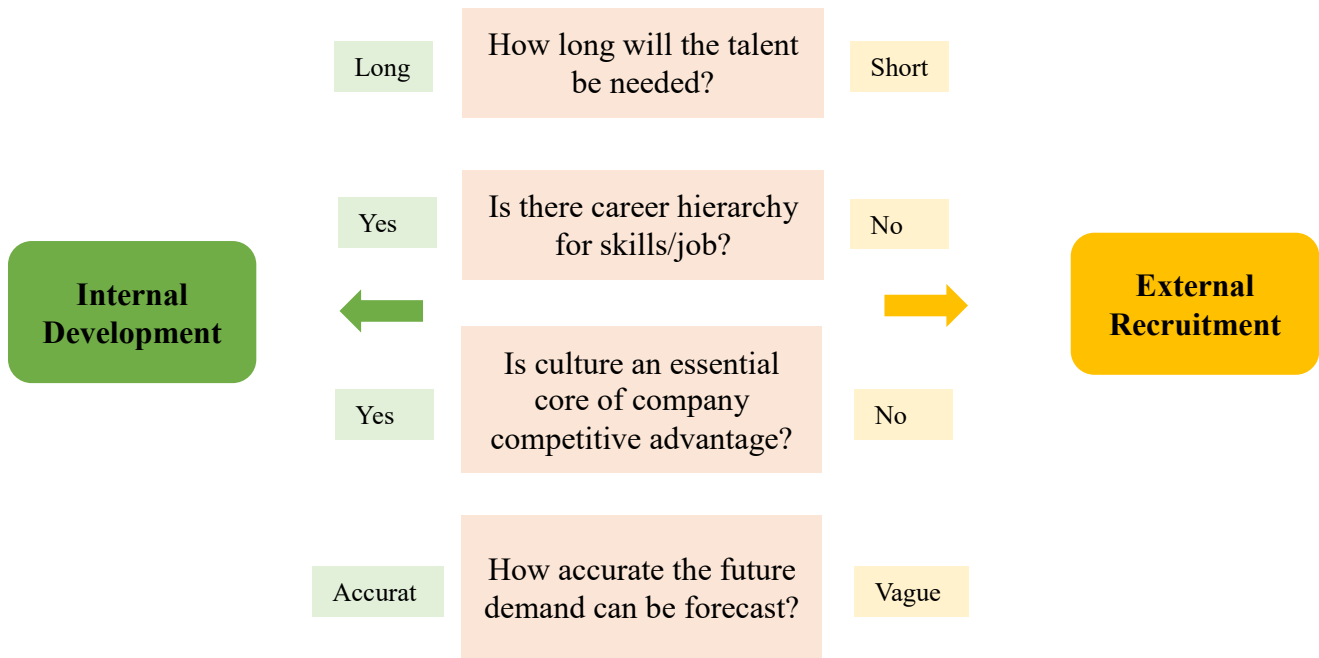 How long will the talent
be needed?
Long
Short
Is there career hierarchy
for skills/job?
Yes
No
Internal
Development
External
Recruitment
Is culture an essential
core of company
competitive advantage?
Yes
No
How accurate the future
demand can be forecast?
Accurat
Vague